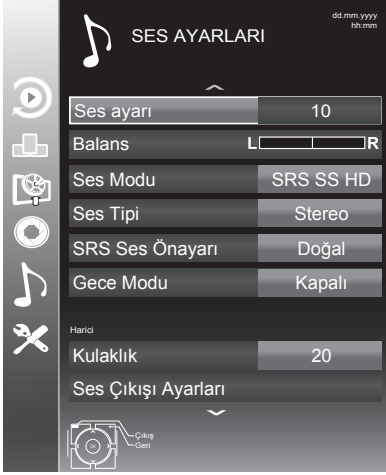 SES AYARLARI
dd.mm.yyyy
hh:mm
Ses ayarı 10
Balans L R
Ses Modu SRS SS HD
Ses Tipi Stereo
SRS Ses Önayarı Doğal
Gece Modu Kapalı
Harici
Kulaklık 20
Ses Çıkışı Ayarları
Çıkış
Geri
OK